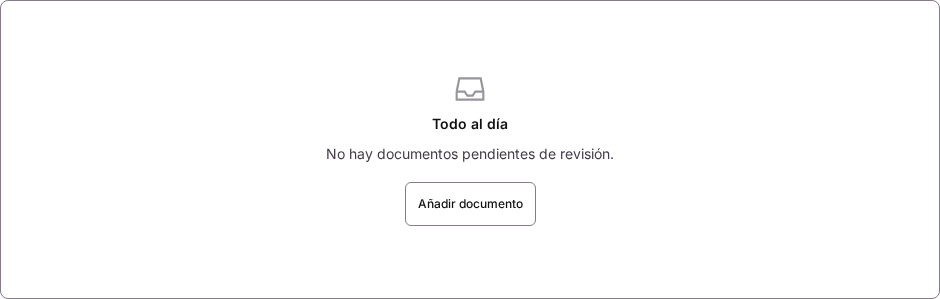 Todo al día
No hay documentos pendientes de revisión.
Añadir documento